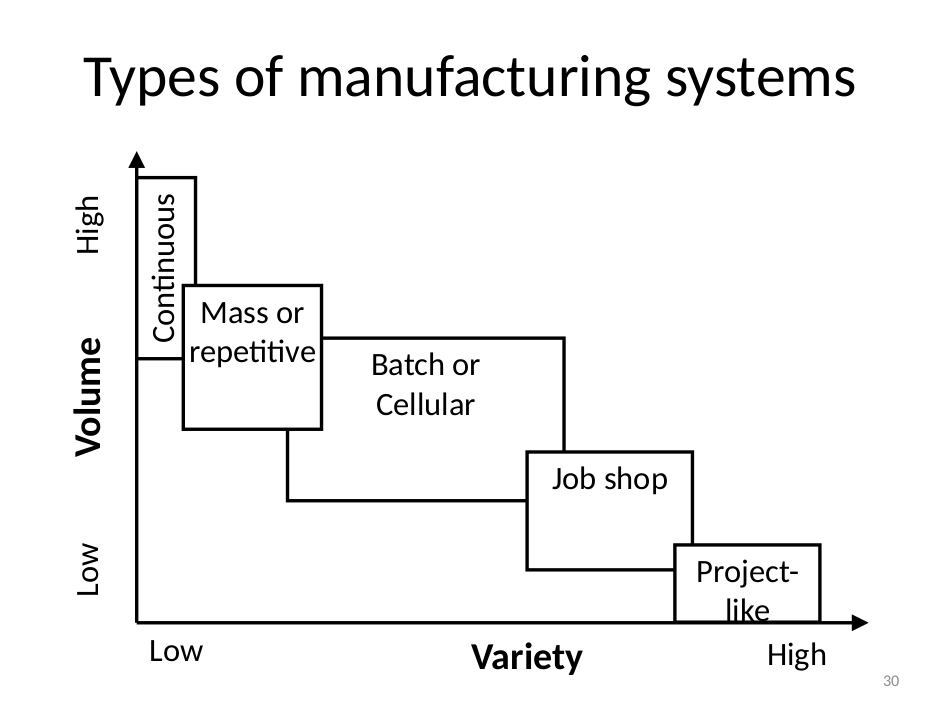 Types of manufacturing systems
High
Continuous
Mass or
repetitive
Batch or
Cellular
Volume
Job shop
Low
Project-
like
Low
Variety
High
30